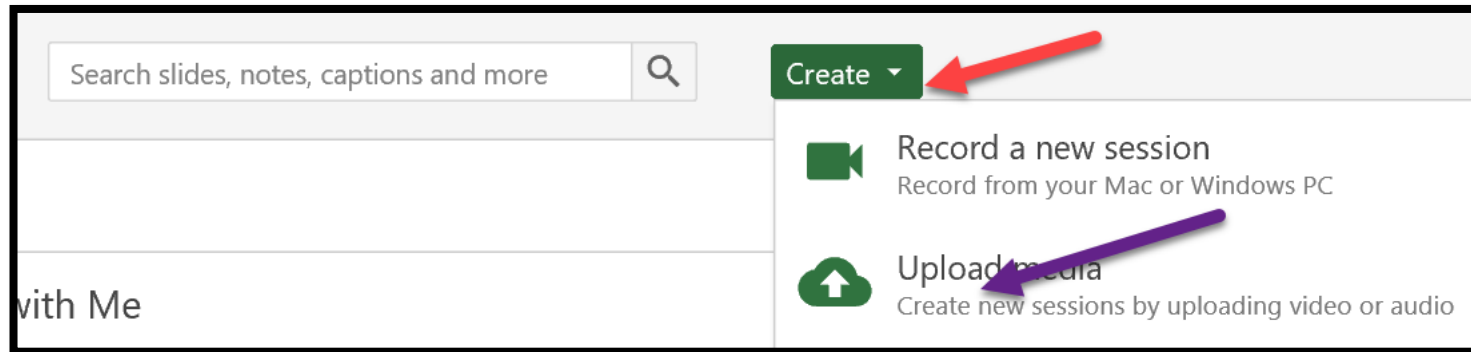 Search slides, notes, captions and more
Create
Record a new session
Record from your Mac or Windows PC
Upload media
Create new sessions by uploading video or audio
with Me